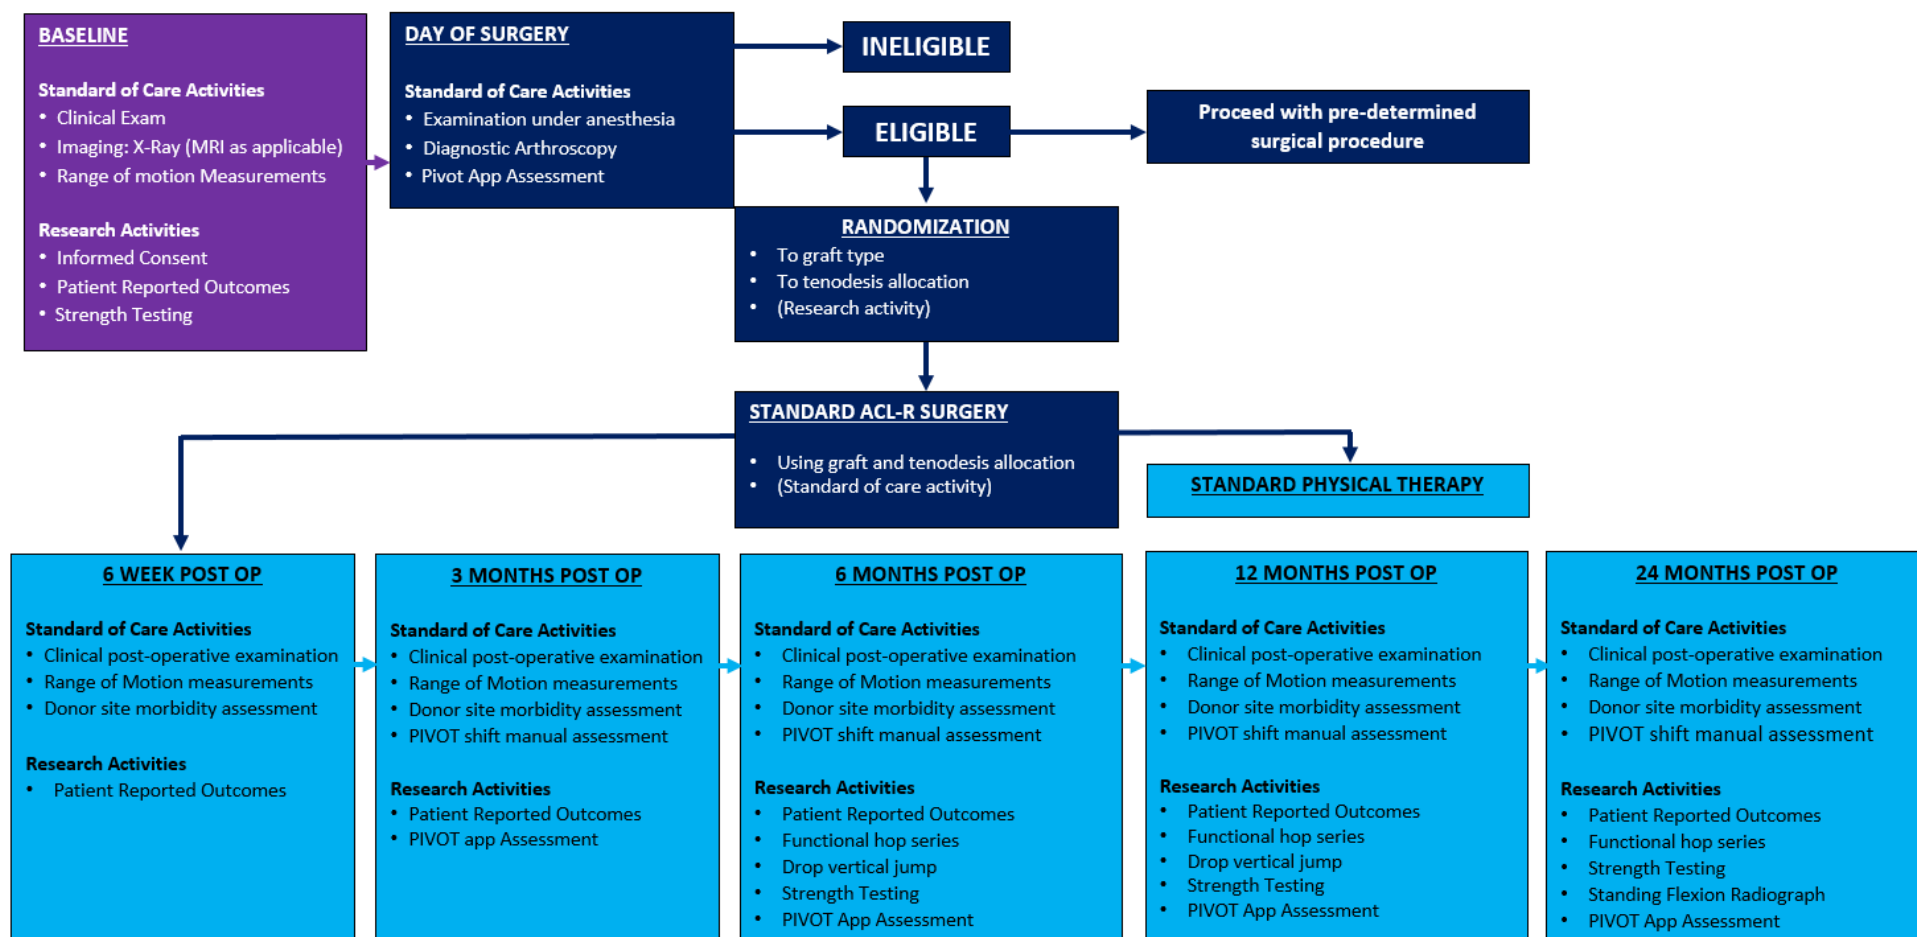 BASELINE
Standard of Care Activities
• Clinical Exam
• Imaging: X-Ray (MRI as applicable)
• Range of motion Measurements
Research Activities
• Informed Consent
• Patient Reported Outcomes
• Strength Testing
DAY OF SURGERY
Standard of Care Activities
• Examination under anesthesia
• Diagnostic Arthroscopy
• Pivot App Assessment
INELIGIBLE
ELIGIBLE
Proceed with pre-determined
surgical procedure
RANDOMIZATION
• To graft type
• To tenodesis allocation
• (Research activity)
STANDARD ACL-R SURGERY
• Using graft and tenodesis allocation
• (Standard of care activity)
STANDARD PHYSICAL THERAPY
6 WEEK POST OP
Standard of Care Activities
• Clinical post-operative examination
• Range of Motion measurements
• Donor site morbidity assessment
Research Activities
• Patient Reported Outcomes
3 MONTHS POST OP
Standard of Care Activities
• Clinical post-operative examination
• Range of Motion measurements
• Donor site morbidity assessment
• PIVOT shift manual assessment
Research Activities
• Patient Reported Outcomes
• PIVOT app Assessment
6 MONTHS POST OP
Standard of Care Activities
• Clinical post-operative examination
• Range of Motion measurements
• Donor site morbidity assessment
• PIVOT shift manual assessment
Research Activities
• Patient Reported Outcomes
• Functional hop series
• Drop vertical jump
• Strength Testing
• PIVOT App Assessment
12 MONTHS POST OP
Standard of Care Activities
• Clinical post-operative examination
• Range of Motion measurements
• Donor site morbidity assessment
• PIVOT shift manual assessment
Research Activities
• Patient Reported Outcomes
• Functional hop series
• Drop vertical jump
• Strength Testing
• PIVOT App Assessment
24 MONTHS POST OP
Standard of Care Activities
• Clinical post-operative examination
• Range of Motion measurements
• Donor site morbidity assessment
• PIVOT shift manual assessment
Research Activities
• Patient Reported Outcomes
• Functional hop series
• Strength Testing
• Standing Flexion Radiograph
• PIVOT App Assessment